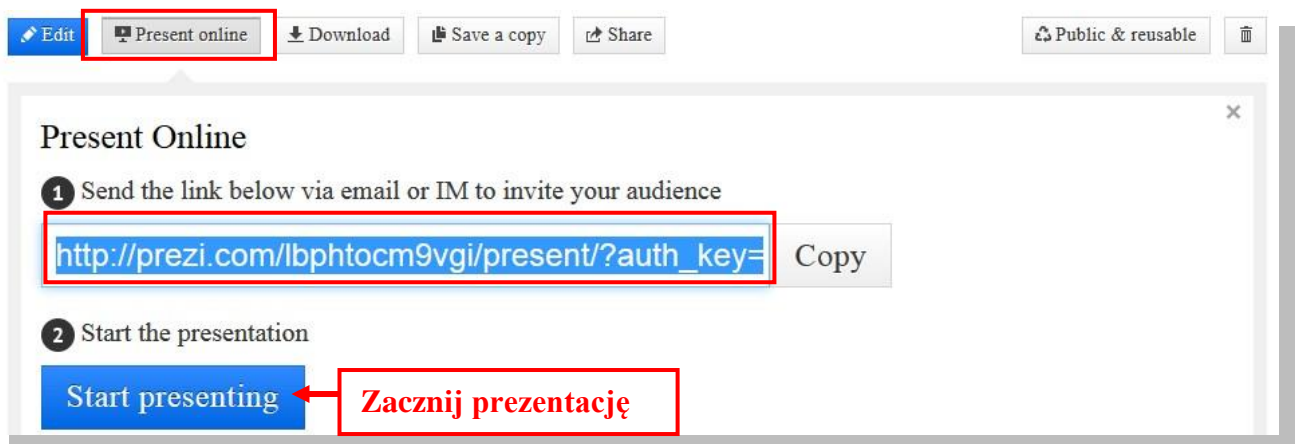 Edit Present online Download Save a copy Share Public & reusable
Present Online
1 Send the link below via email or IM to invite your audience
http://prezi.com/lbphtocm9vgi/present/?auth_key= Copy
2 Start the presentation
Start presenting Zacznij prezentację